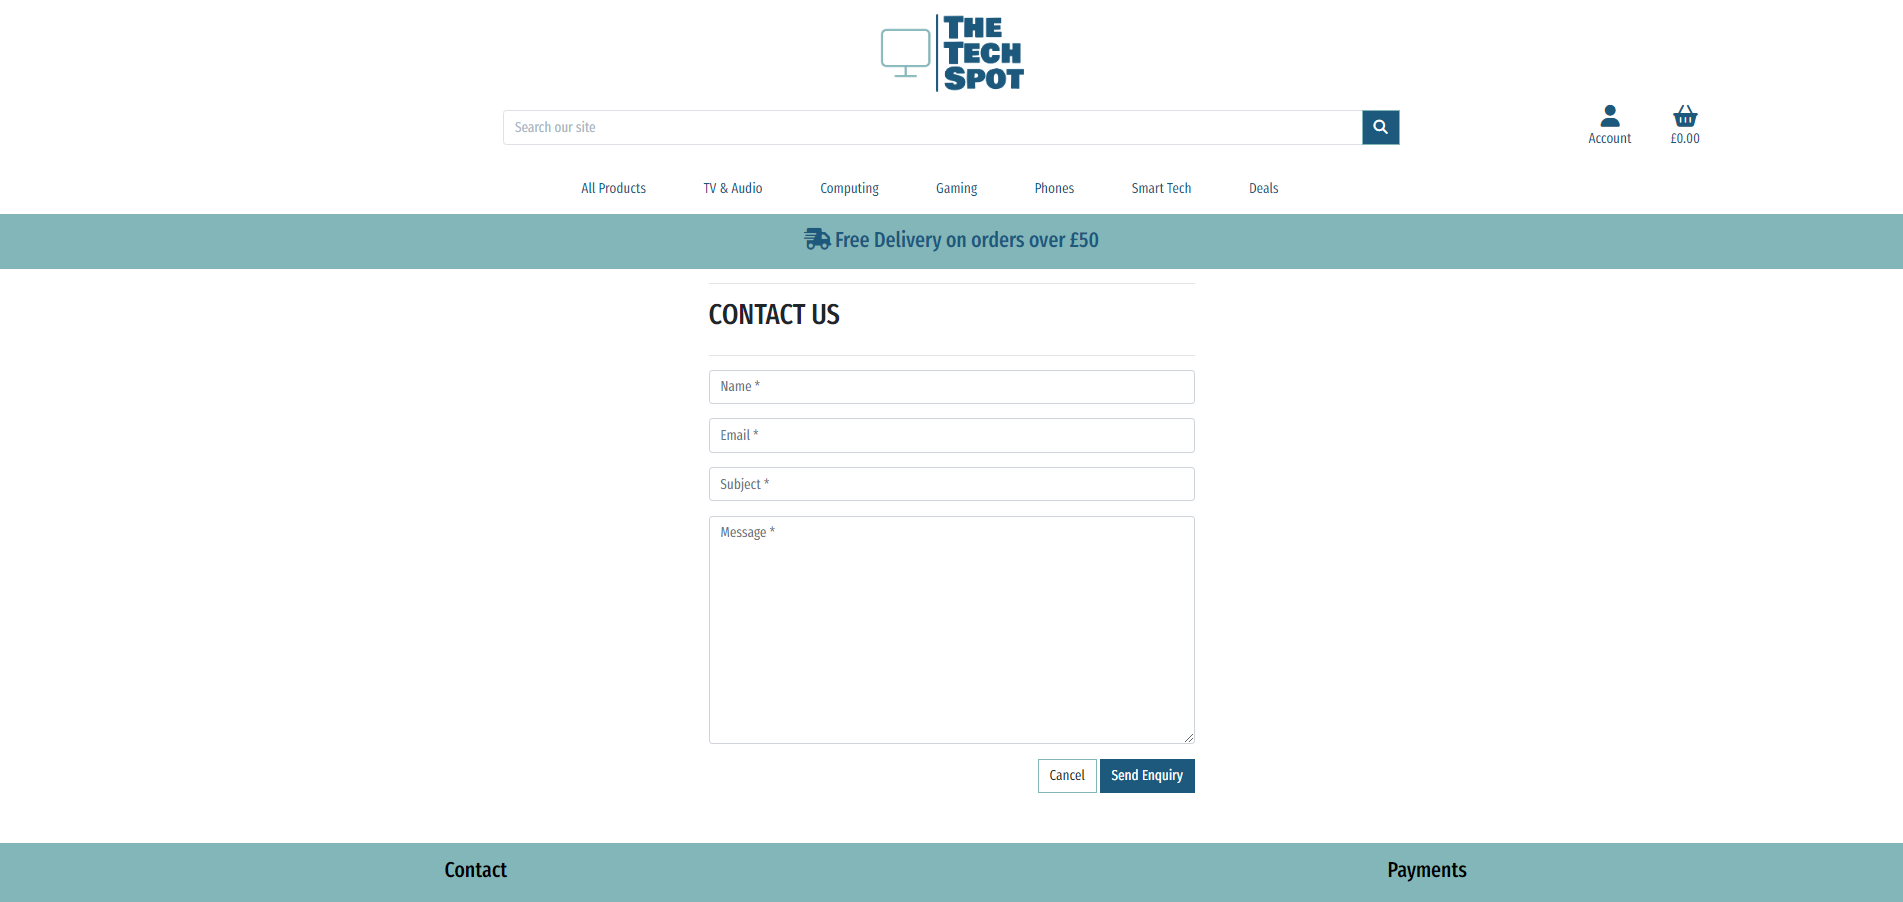 THE
TECH
SPOT
Search our site
Account
£0.00
All Products TV & Audio Computing Gaming Phones Smart Tech Deals
Free Delivery on orders over £50
CONTACT US
Name *
Email *
Subject *
Message *
Cancel Send Enquiry
Contact Payments